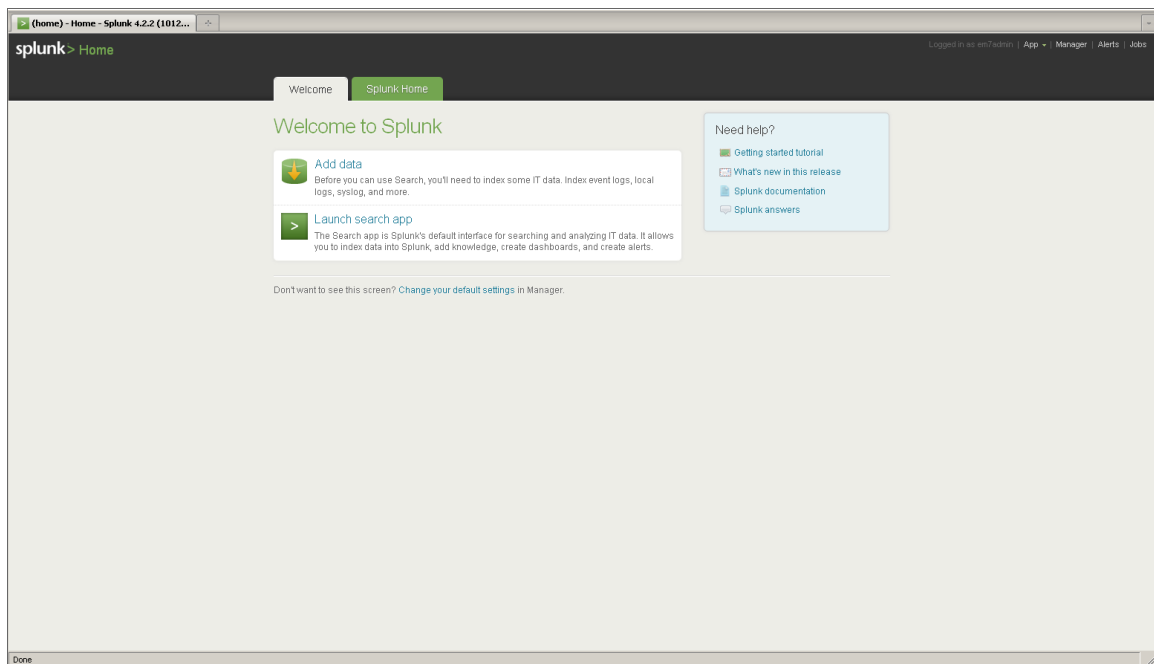 (home) - Home - Splunk 4.2.2 (1012...
splunk> Home
Logged in as em7admin | App | Manager | Alerts | Jobs
Welcome
Splunk Home
Welcome to Splunk
Add data
Before you can use Search, you'll need to index some IT data. Index event logs, local
logs, syslog, and more.
Launch search app
The Search app is Splunk's default interface for searching and analyzing IT data. It allows
you to index data into Splunk, add knowledge, create dashboards, and create alerts.
Need help?
Getting started tutorial
What's new in this release
Splunk documentation
Splunk answers
Don't want to see this screen? Change your default settings in Manager.
Done